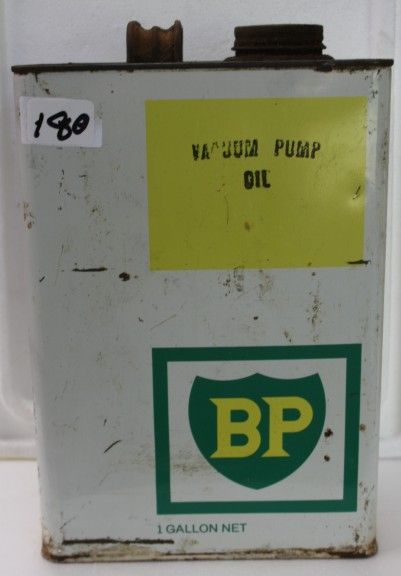 180
VACUUM PUMP
OIL
BP
1 GALLON NET